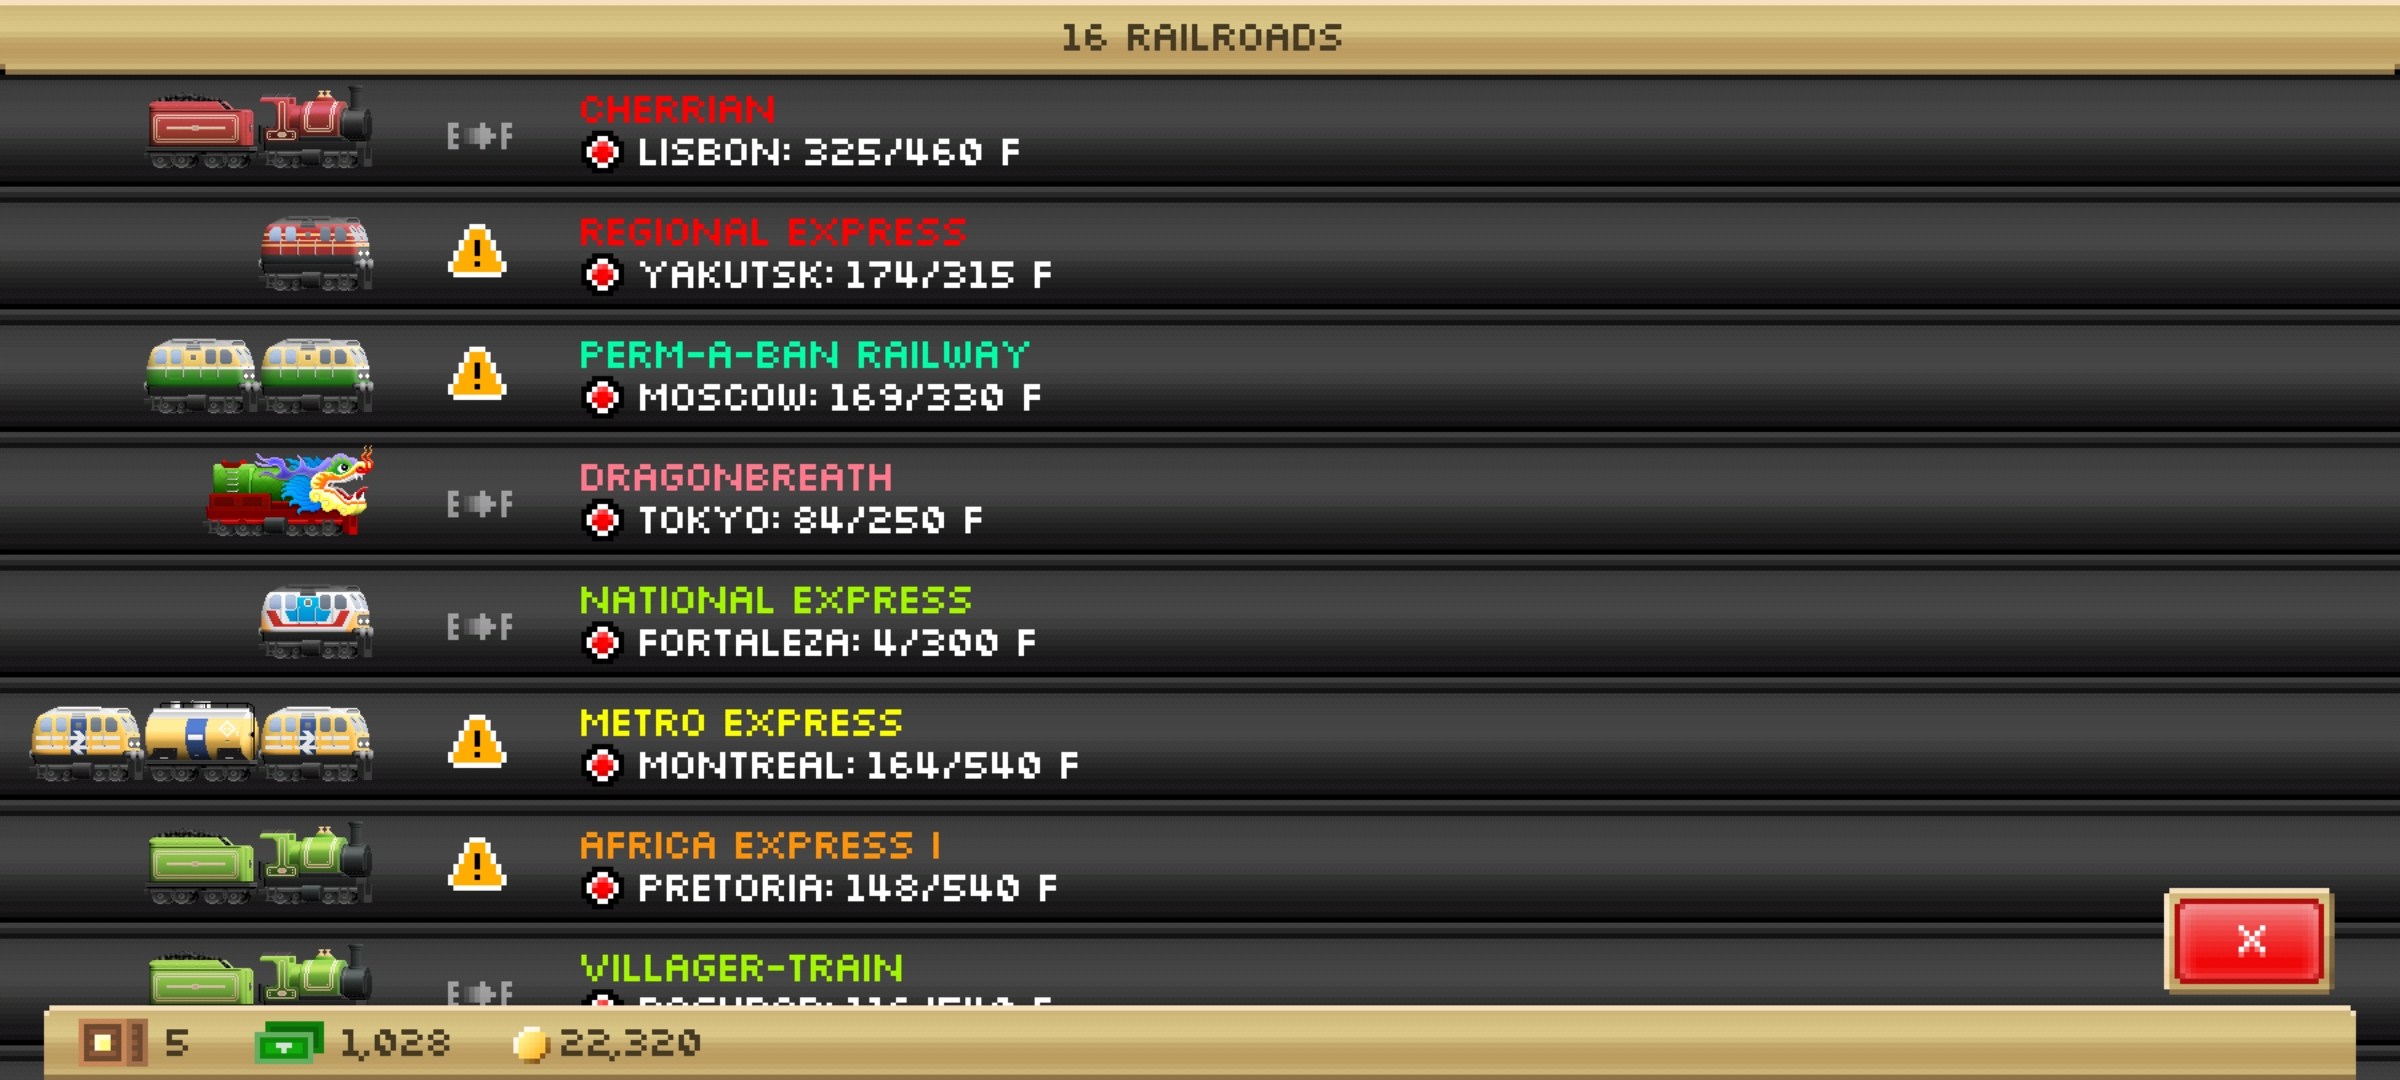 16 RAILROADS
E F
CHERRIAN
LISBON: 325/460 F
REGIONAL EXPRESS
YAKUTSK: 174/315 F
PERM-A-BAN RAILWAY
MOSCOW: 169/330 F
E F
DRAGONBREATH
TOKYO: 84/250 F
E F
NATIONAL EXPRESS
FORTALEZA: 4/300 F
METRO EXPRESS
MONTREAL: 164/540 F
AFRICA EXPRESS I
PRETORIA: 148/540 F
E F
VILLAGER-TRAIN
X
5 1,028 22,320